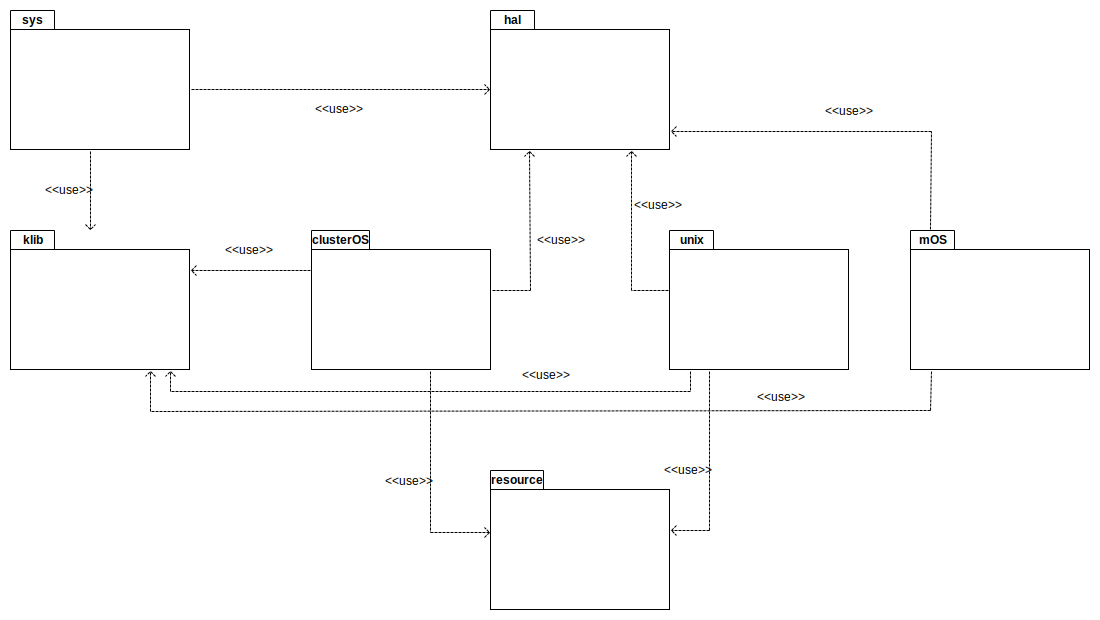 sys
hal
<<use>>
<<use>>
<<use>>
<<use>>
klib
clusterOS
unix
mOS
<<use>>
<<use>>
<<use>>
<<use>>
resource
<<use>>
<<use>>